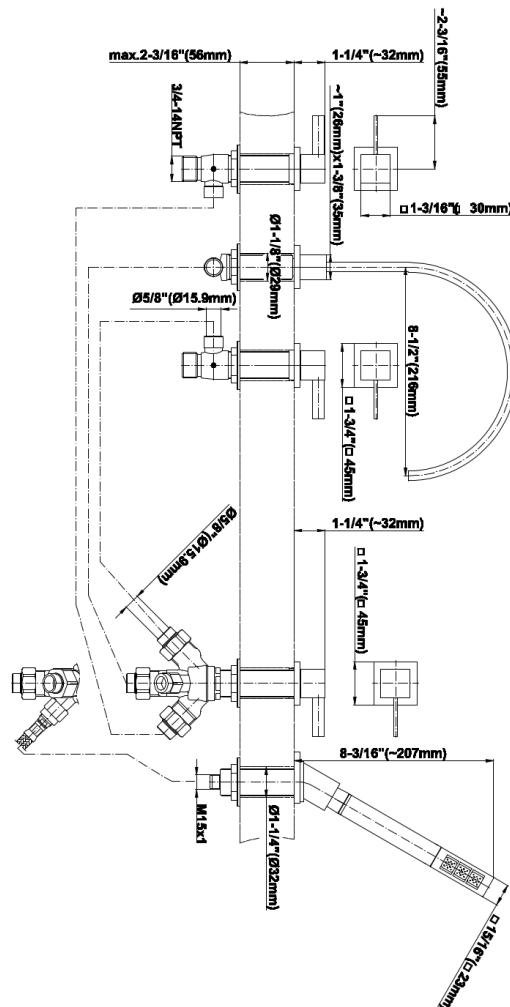 max.2-3/16"(56mm)
1-1/4"(~32mm)
~2-3/16"(55mm)
3/4-14NPT
~1"(26mm)x1-3/8"(35mm)
□ 1-3/16"(□ 30mm)
Ø1-1/8"(Ø29mm)
Ø5/8"(Ø15.9mm)
8-1/2"(216mm)
□ 1-3/4"(□ 45mm)
Ø5/8"(Ø15.9mm)
1-1/4"(~32mm)
□ 1-3/4"(□ 45mm)
8-3/16"(~207mm)
M15x1
Ø1-1/4"(Ø32mm)
□ 15/16"(□ 23mm)